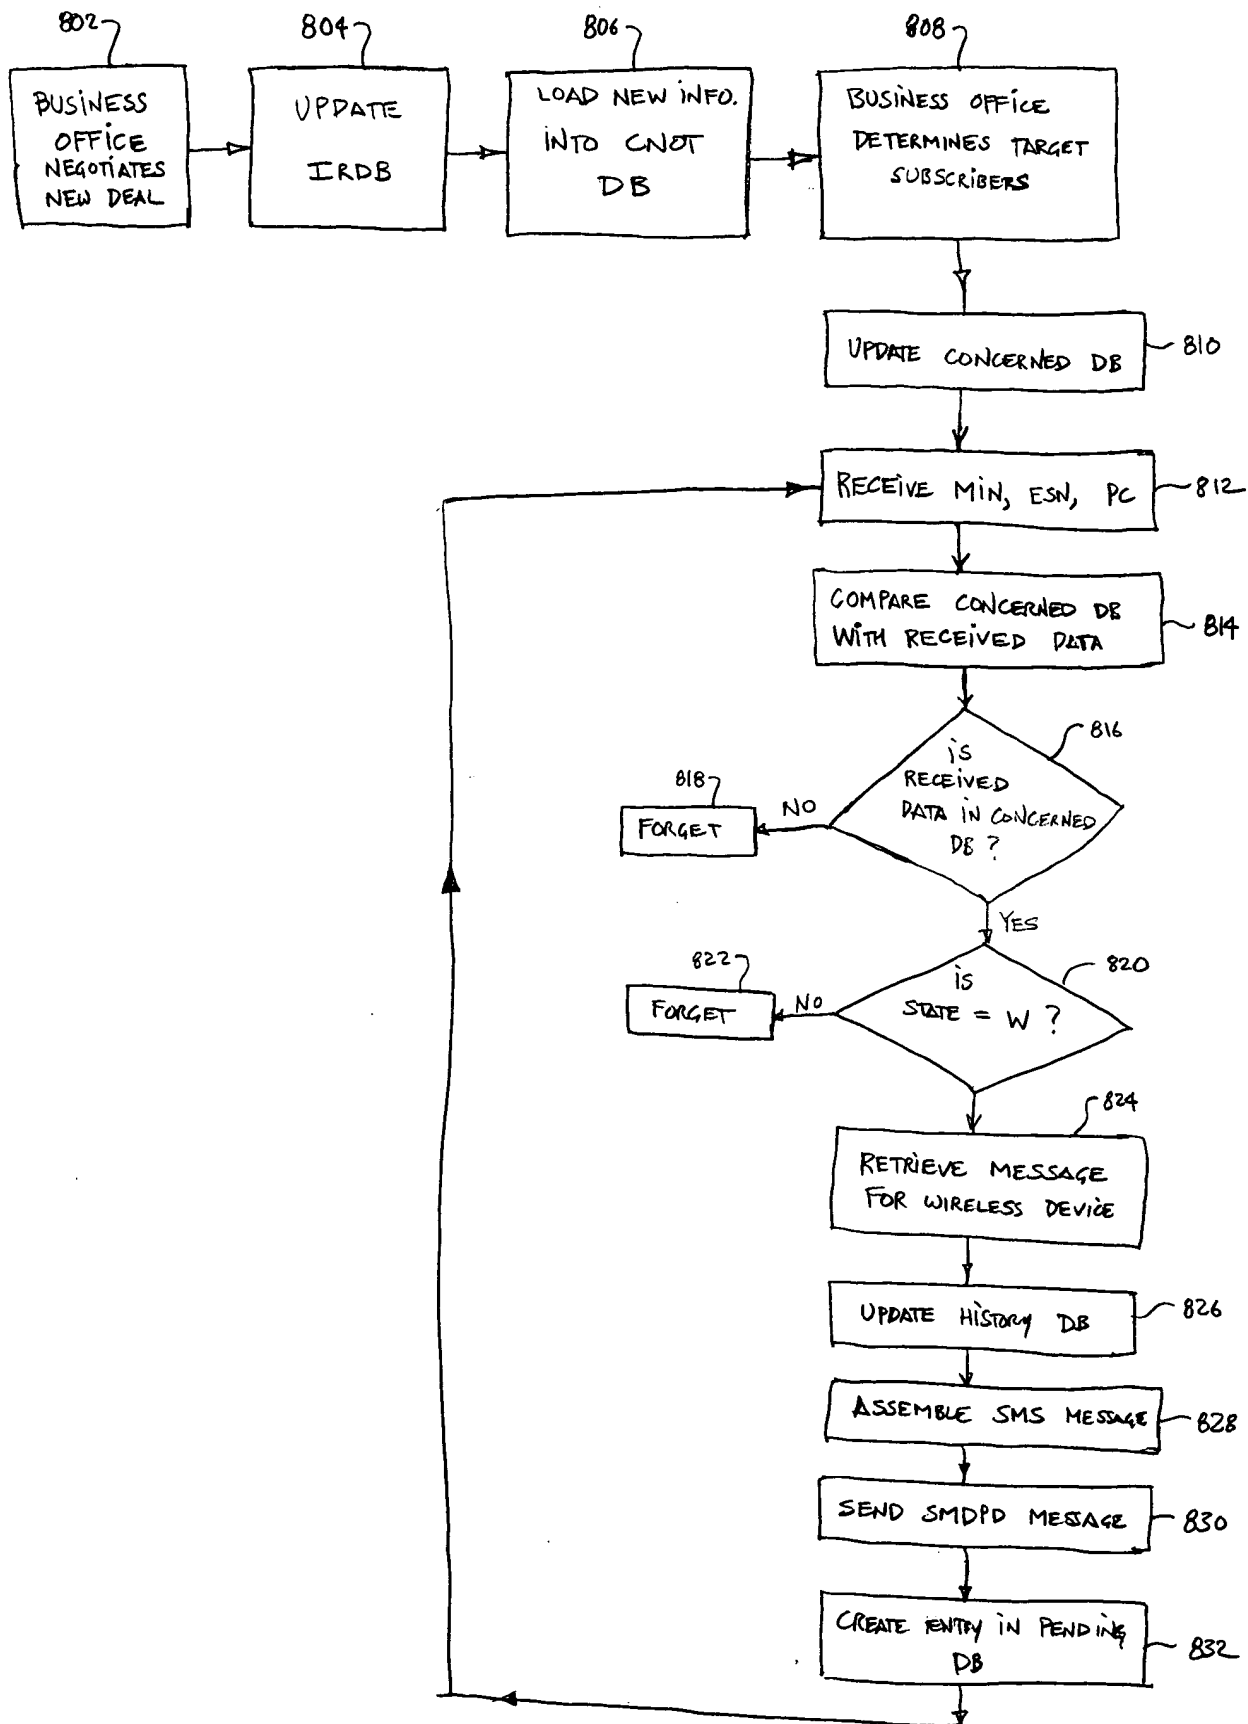 802
804
806
808
BUSINESS
OFFICE
NEGOTIATES
NEW DEAL
UPDATE
IRDB
LOAD NEW INFO.
INTO CNOT
DB
BUSINESS OFFICE
DETERMINES TARGET
SUBSCRIBERS
UPDATE CONCERNED DB
810
RECEIVE MIN, ESN, PC
812
COMPARE CONCERNED DB
WITH RECEIVED DATA
814
816
is
RECEIVED
DATA IN CONCERNED
DB ?
818
NO
FORGET
YES
820
is
STATE = W ?
822
NO
FORGET
824
RETRIEVE MESSAGE
FOR WIRELESS DEVICE
UPDATE HISTORY DB
826
ASSEMBLE SMS MESSAGE
828
SEND SMDPD MESSAGE
830
CREATE ENTRY IN PENDING
DB
832